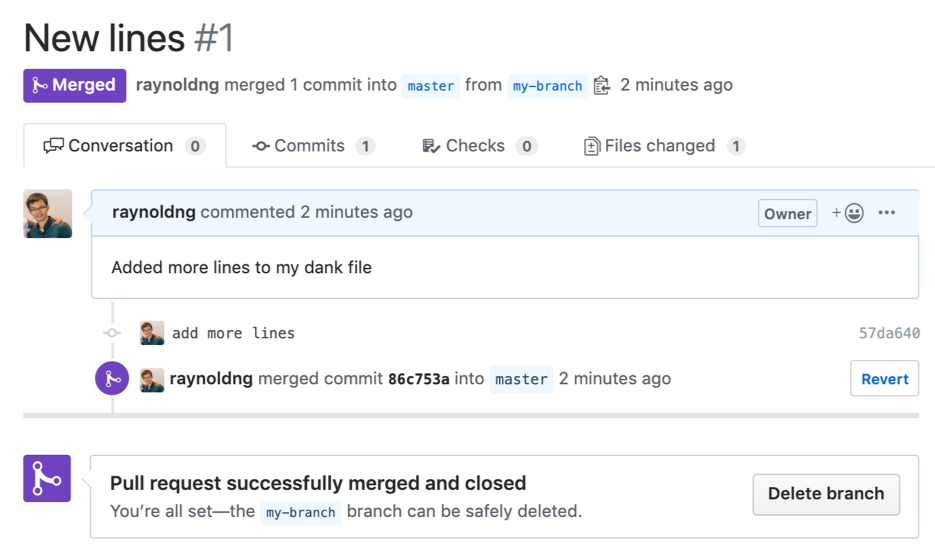 New lines #1
Merged raynoldng merged 1 commit into master from my-branch 2 minutes ago
Conversation 0 Commits 1 Checks 0 Files changed 1
raynoldng commented 2 minutes ago Owner
Added more lines to my dank file
add more lines 57da640
raynoldng merged commit 86c753a into master 2 minutes ago Revert
Pull request successfully merged and closed
You’re all set—the my-branch branch can be safely deleted.
Delete branch